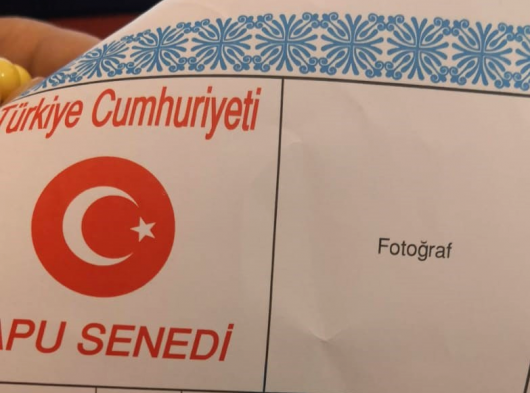 Türkiye Cumhuriyeti
Fotoğraf
APU SENEDİ